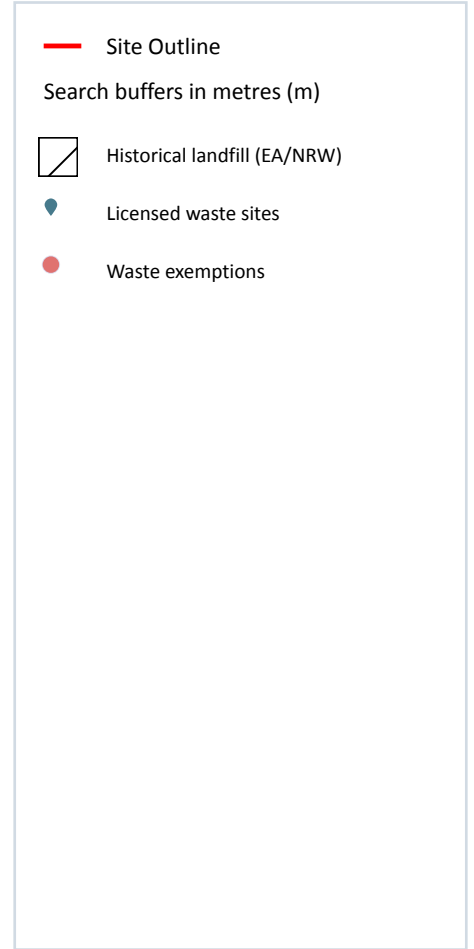 Site Outline
Search buffers in metres (m)
Historical landfill (EA/NRW)
Licensed waste sites
Waste exemptions